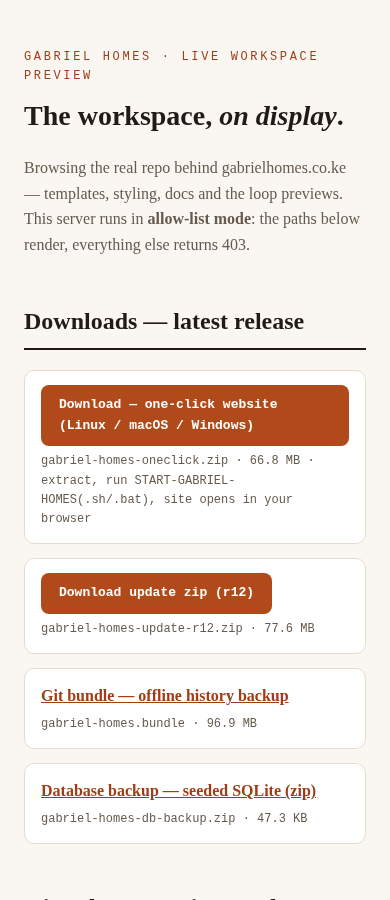 GABRIEL HOMES · LIVE WORKSPACE
PREVIEW
The workspace, on display.
Browsing the real repo behind gabrielhomes.co.ke
— templates, styling, docs and the loop previews.
This server runs in allow-list mode: the paths below
render, everything else returns 403.
Downloads — latest release
Download — one-click website
(Linux / macOS / Windows)
gabriel-homes-oneclick.zip · 66.8 MB ·
extract, run START-GABRIEL-
HOMES(.sh/.bat), site opens in your
browser
Download update zip (r12)
gabriel-homes-update-r12.zip · 77.6 MB
Git bundle — offline history backup
gabriel-homes.bundle · 96.9 MB
Database backup — seeded SQLite (zip)
gabriel-homes-db-backup.zip · 47.3 KB